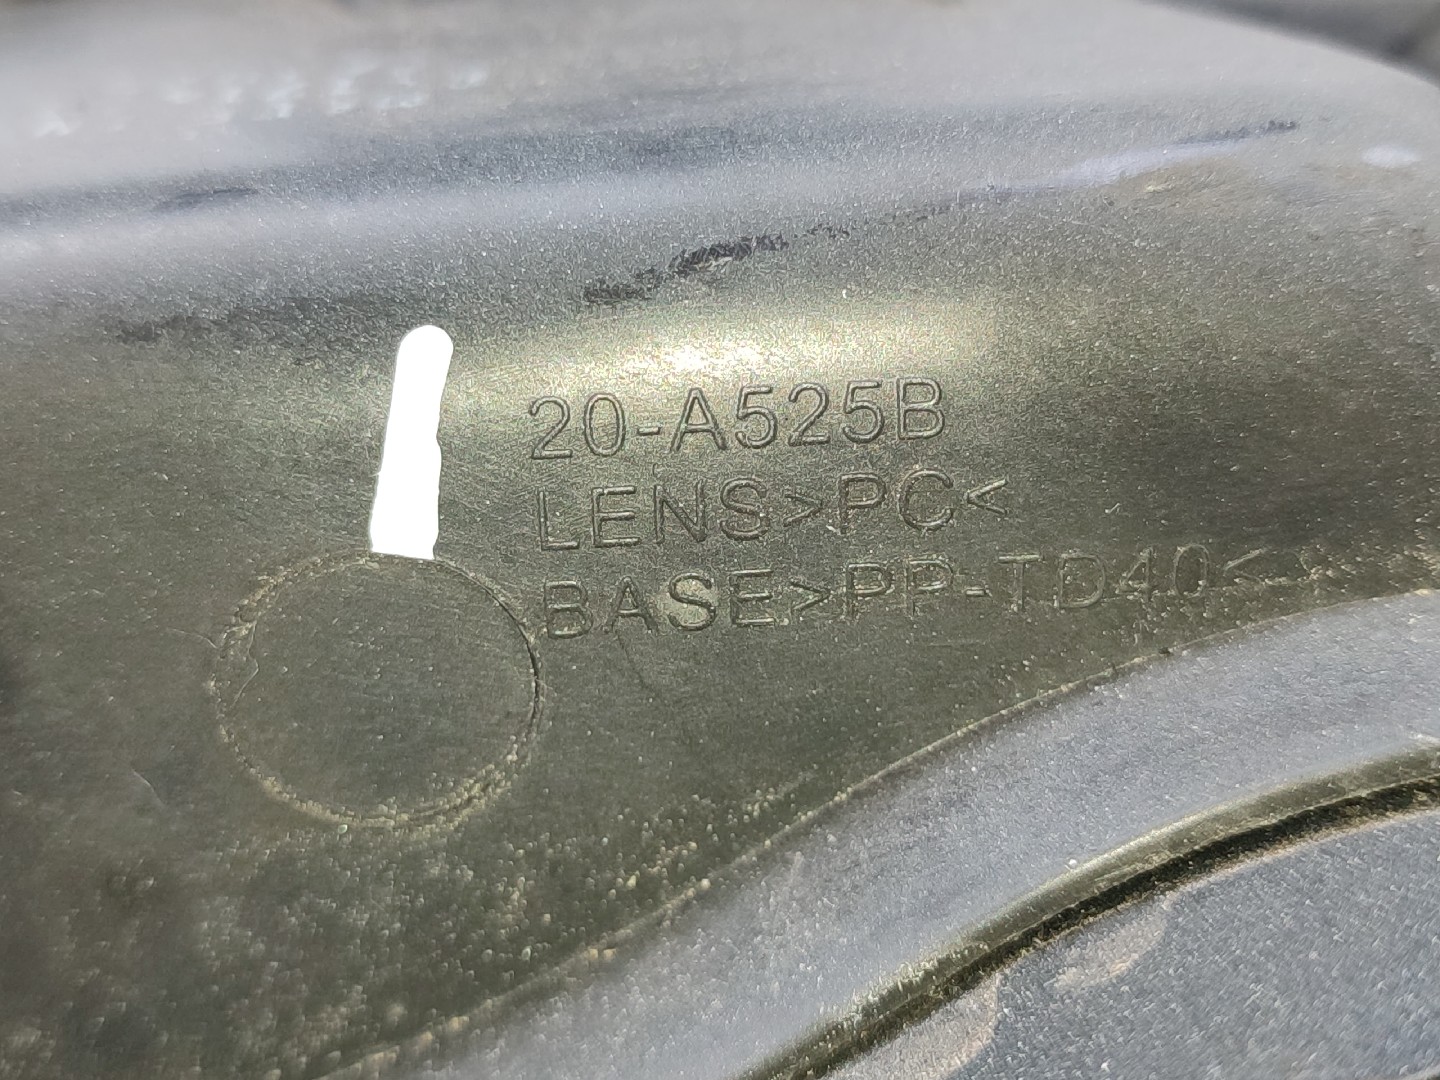 20-A525B
LENS>PC<
BASE>PP-TD40<